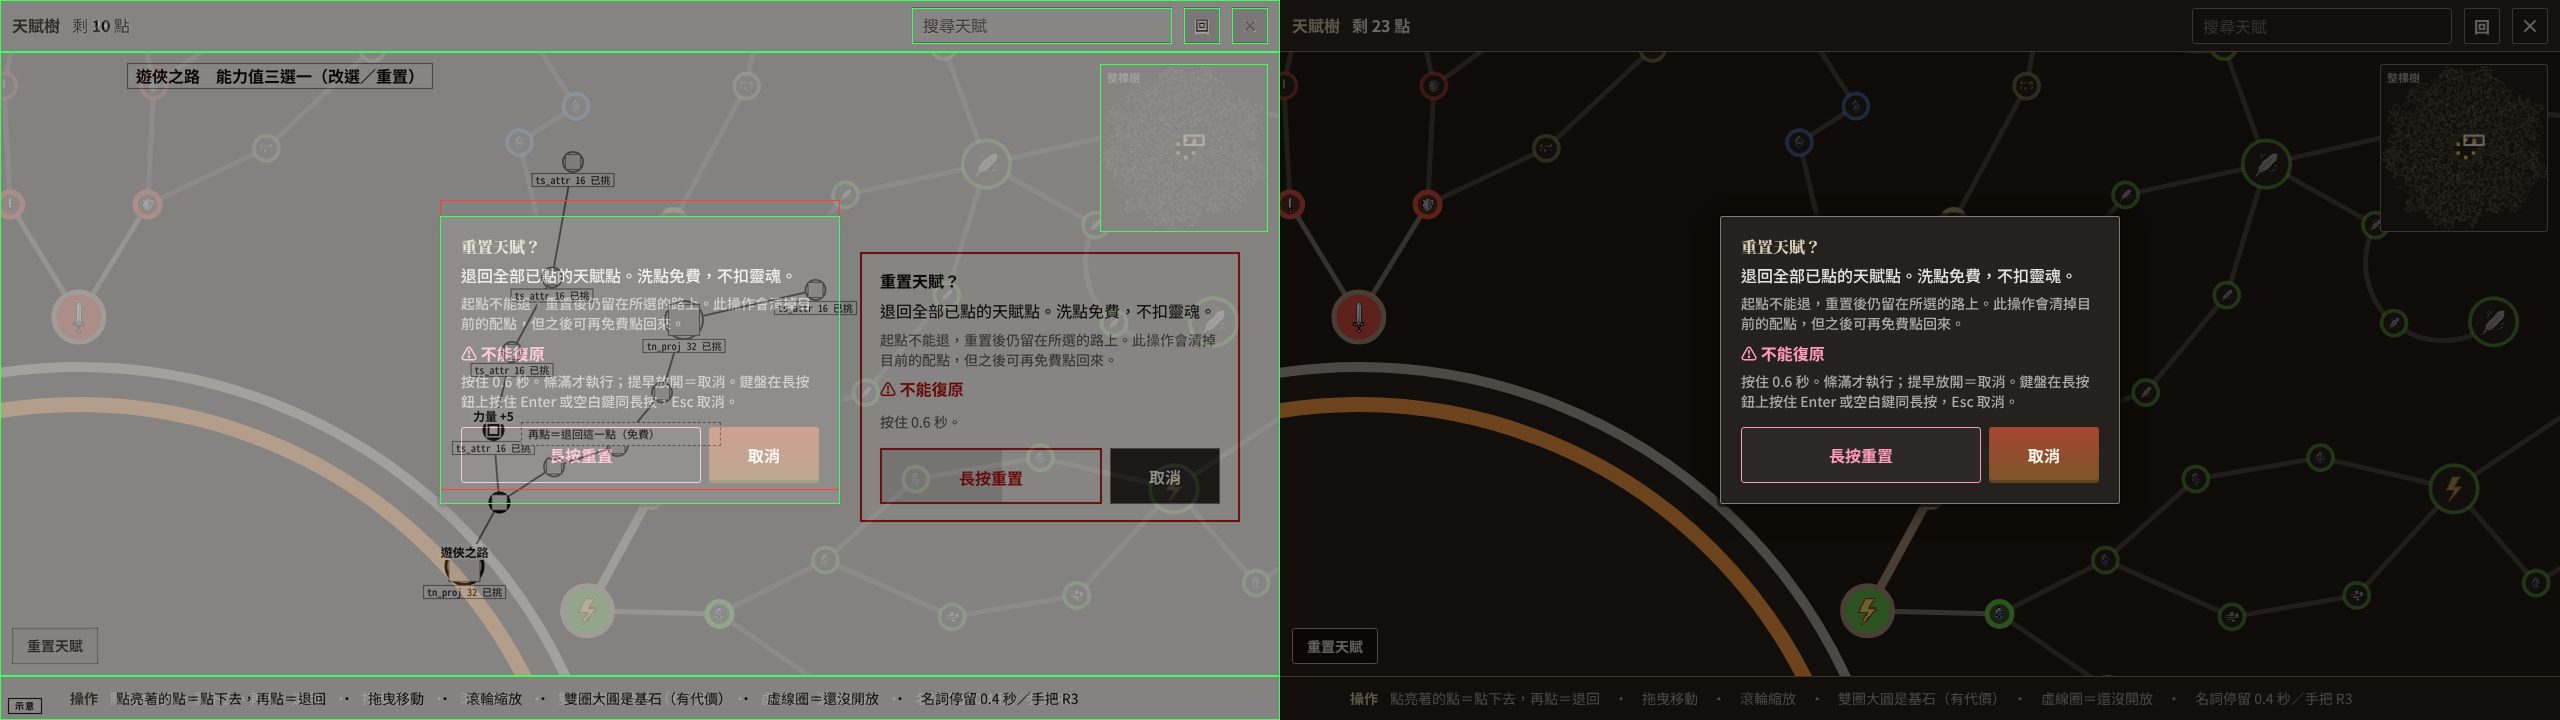 天賦樹 剩 10 點
搜尋天賦
回
遊俠之路 能力值三選一（改選／重置）
整棵樹
ts_attr 16 已挑
重置天賦？
退回全部已點的天賦點。洗點免費，不扣靈魂。
ts_attr 16 已挑
起點不能退，重置後仍留在所選的路上。此操作會清掉目
前的配點，但之後可再免費點回來。
ts_attr 16 已挑
tn_proj 32 已挑
不能復原
ts_attr 16 已挑
按住 0.6 秒。條滿才執行；提早放開＝取消。鍵盤在長按
鈕上按住 Enter 或空白鍵同長按，Esc 取消。
力量 +5
再點＝退回這一點（免費）
ts_attr 16 已挑
長按重置
取消
重置天賦？
退回全部已點的天賦點。洗點免費，不扣靈魂。
起點不能退，重置後仍留在所選的路上。此操作會清掉
目前的配點，但之後可再免費點回來。
不能復原
按住 0.6 秒。
長按重置
取消
遊俠之路
tn_proj 32 已挑
重置天賦
示意
操作 點亮著的點＝點下去，再點＝退回 · 拖曳移動 · 滾輪縮放 · 雙圈大圓是基石（有代價） · 虛線圈＝還沒開放 · 名詞停留 0.4 秒／手把 R3
天賦樹 剩 23 點
搜尋天賦
回
整棵樹
重置天賦？
退回全部已點的天賦點。洗點免費，不扣靈魂。
起點不能退，重置後仍留在所選的路上。此操作會清掉目
前的配點，但之後可再免費點回來。
不能復原
按住 0.6 秒。條滿才執行；提早放開＝取消。鍵盤在長按
鈕上按住 Enter 或空白鍵同長按，Esc 取消。
長按重置
取消
重置天賦
操作 點亮著的點＝點下去，再點＝退回 · 拖曳移動 · 滾輪縮放 · 雙圈大圓是基石（有代價） · 虛線圈＝還沒開放 · 名詞停留 0.4 秒／手把 R3